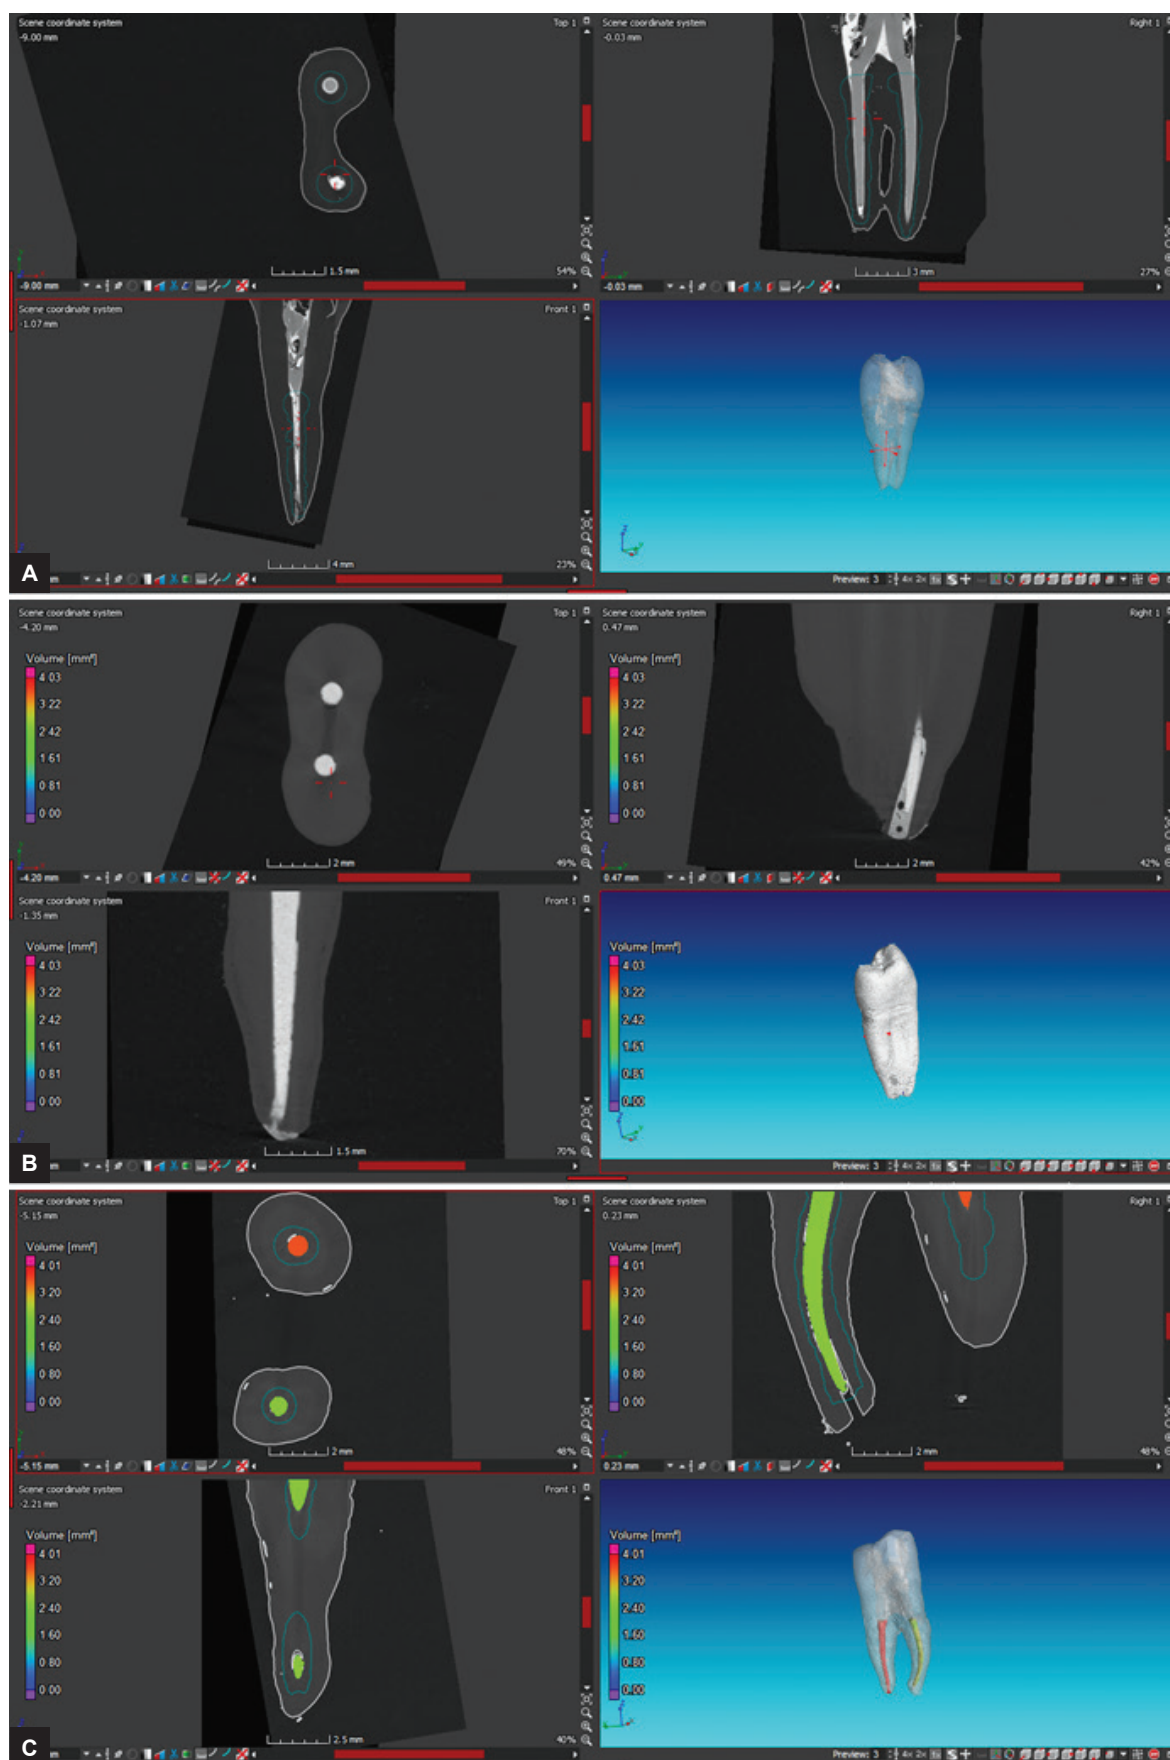 Scene coordinate system
Top 1
-9.00 mm
1.5 mm
54%
-9.00 mm
Scene coordinate system
Right 1
-0.03 mm
3 mm
27%
-0.03 mm
Scene coordinate system
Front 1
-1.07 mm
4 mm
23%
mm
Preview: 3
4x 2x
A
Scene coordinate system
Top 1
-4.20 mm
Volume [mm³]
4 03
3.22
2 42
1 61
0 81
0 00
2 mm
49%
-4.20 mm
Scene coordinate system
Right 1
0.47 mm
Volume [mm³]
4 03
3.22
2 42
1 61
0 81
0 00
2 mm
42%
0.47 mm
Scene coordinate system
Front 1
-1.35 mm
Volume [mm³]
4 03
3.22
2 42
1 61
0.81
0 00
1.5 mm
70%
mm
Volume [mm³]
4.03
3.22
2.42
1.61
0.81
0.00
Preview: 3
4x 2x
B
Scene coordinate system
Top 1
-5.15 mm
Volume [mm³]
4 01
3.20
2 40
1 60
0 80
0 00
2 mm
48%
-5.15 mm
Scene coordinate system
Right 1
0.23 mm
Volume [mm³]
4 01
3.20
2 40
1 60
0 80
0 00
2 mm
48%
0.23 mm
Scene coordinate system
Front 1
-2.21 mm
Volume [mm³]
4 01
3.20
2 40
1 60
0 80
0 00
2.5 mm
40%
mm
Volume [mm³]
4 01
3.20
2.40
1.60
0.80
0.00
Preview: 3
4x 2x
C